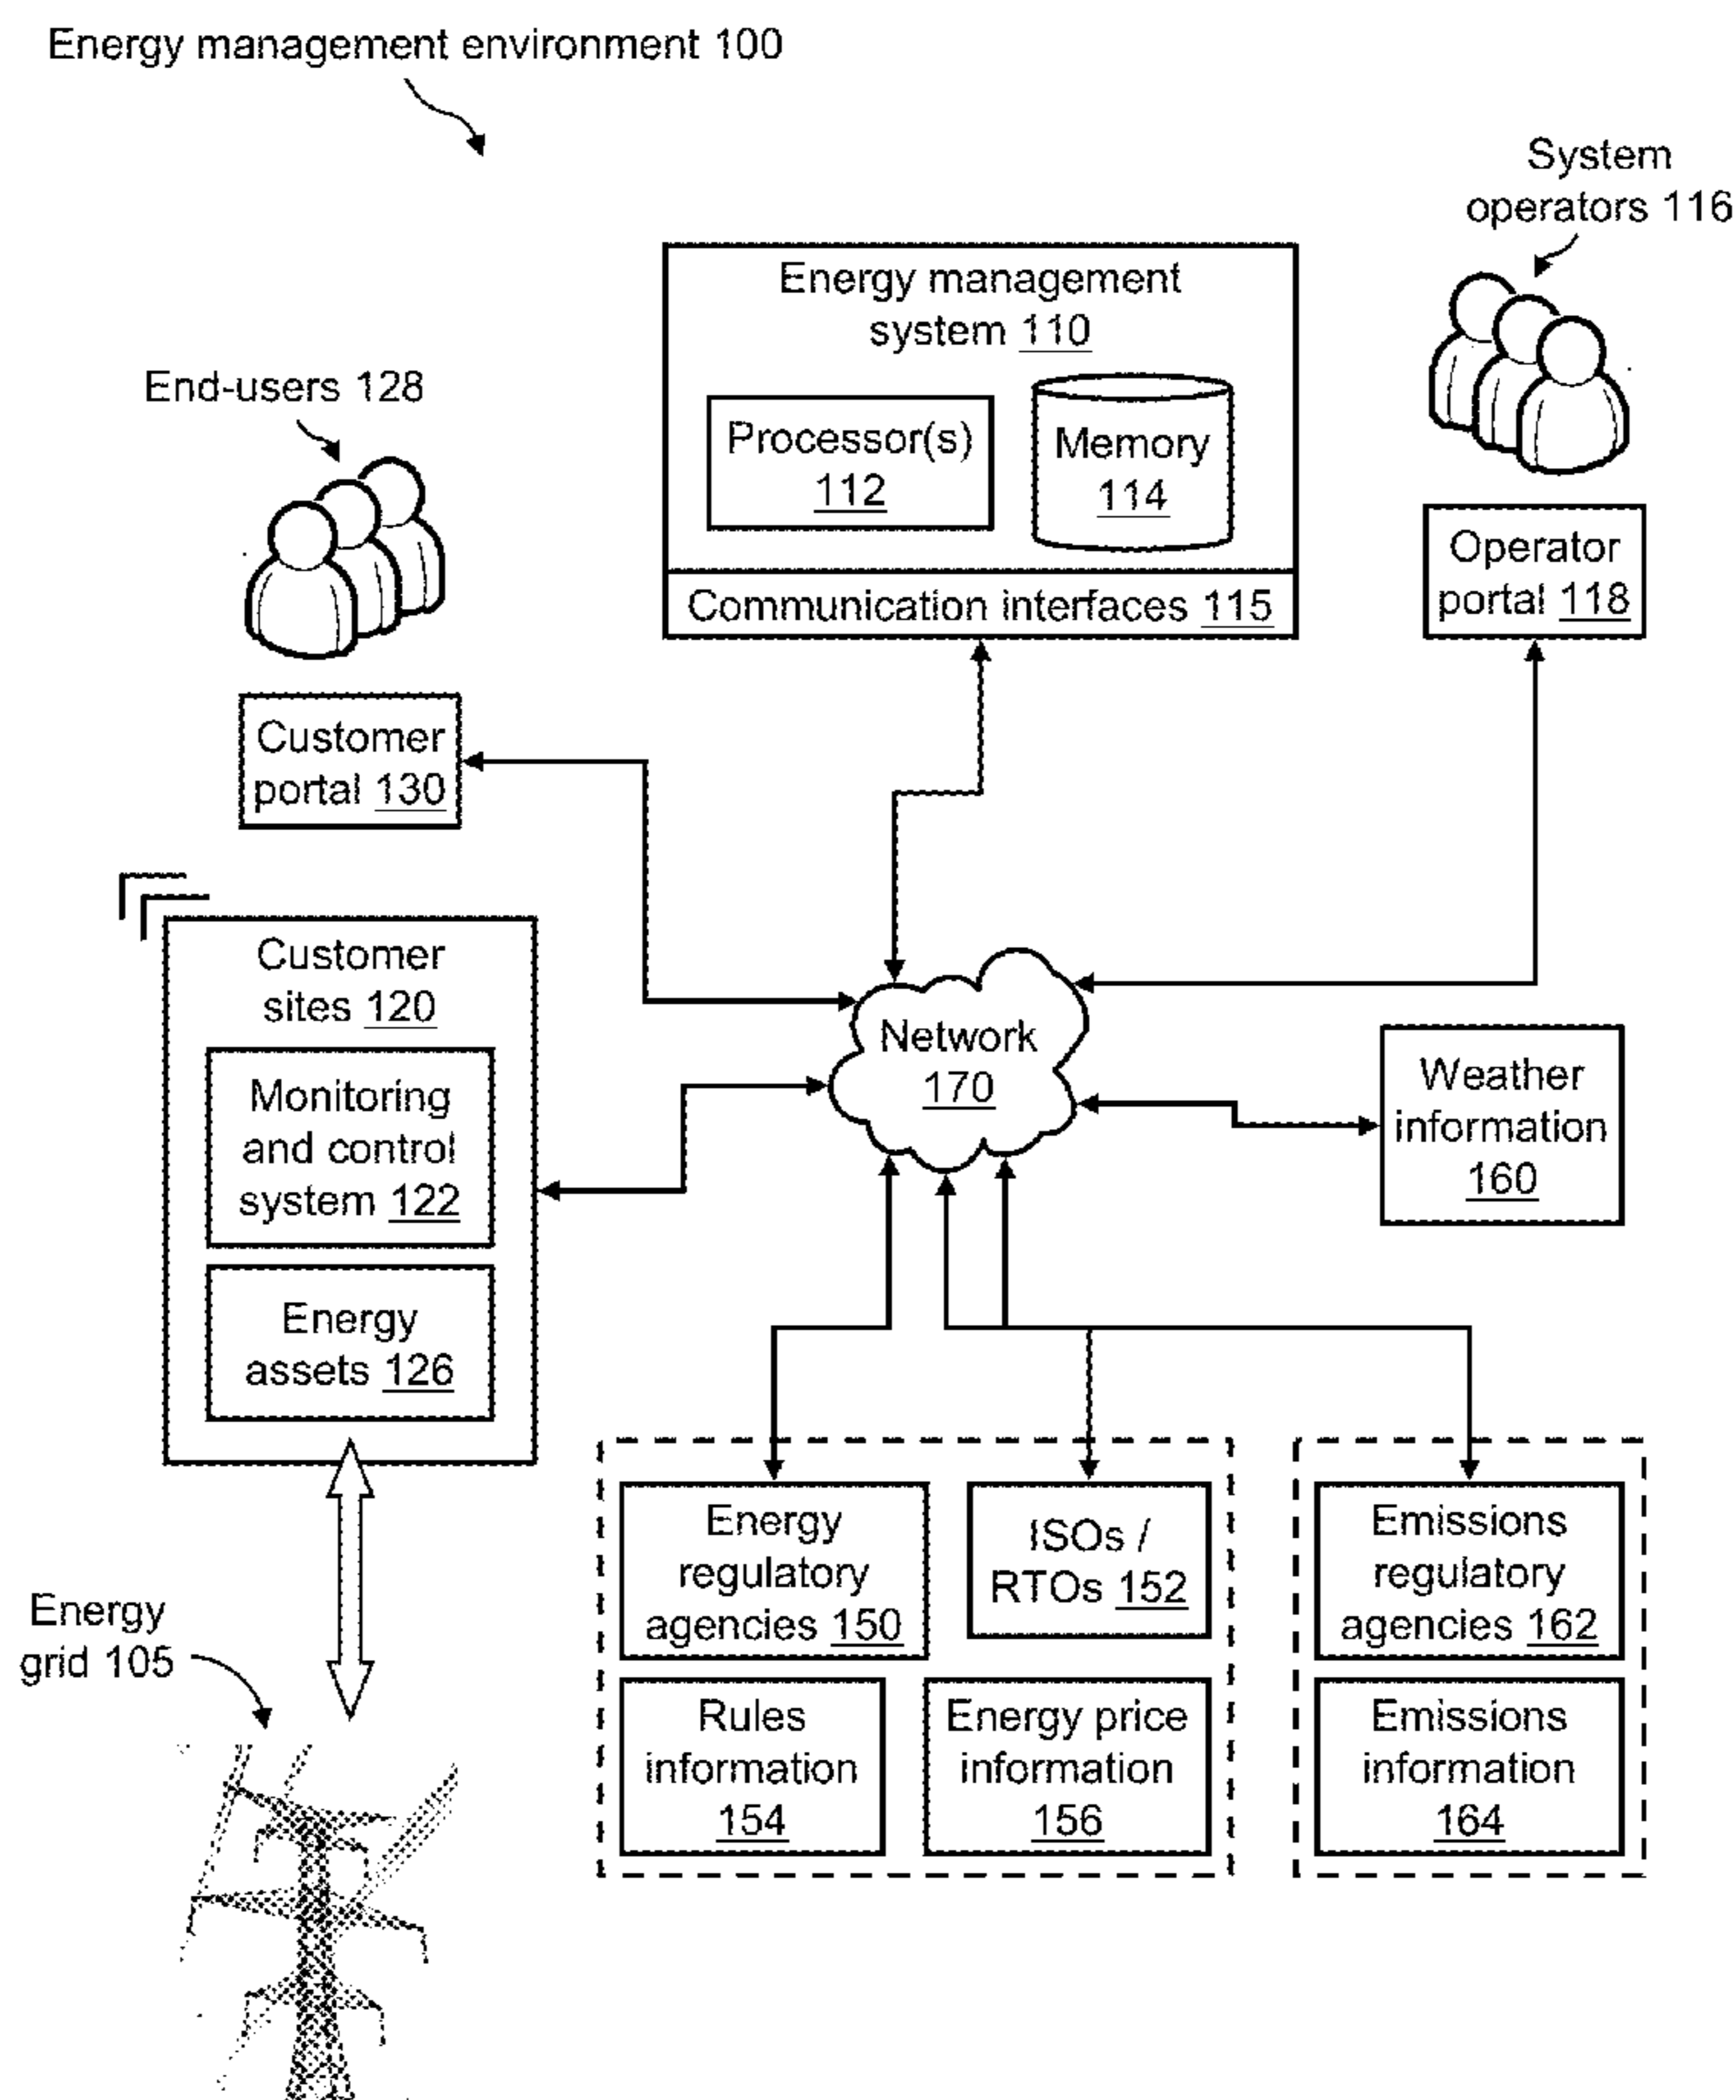 Energy management environment 100
System
operators 116
Energy management
system 110
End-users 128
Processor(s)
112
Memory
114
Operator
portal 118
Communication interfaces 115
Customer
portal 130
Customer
sites 120
Network
170
Weather
information
160
Monitoring
and control
system 122
Energy
assets 126
Energy
regulatory
agencies 150
ISOs /
RTOs 152
Emissions
regulatory
agencies 162
Energy
grid 105
Rules
information
154
Energy price
information
156
Emissions
information
164